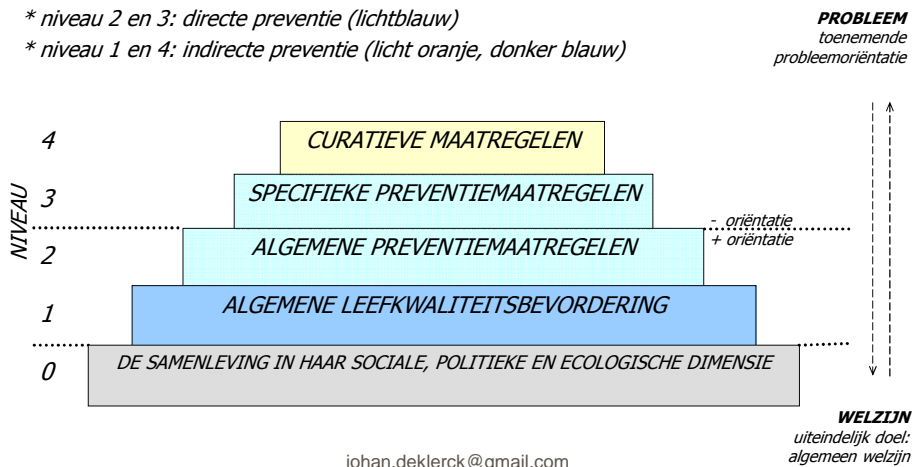 * niveau 2 en 3: directe preventie (lichtblauw)
* niveau 1 en 4: indirecte preventie (licht oranje, donker blauw)
PROBLEEM
toenemende
probleemoriëntatie
NIVEAU
4
CURATIEVE MAATREGELEN
3
SPECIFIEKE PREVENTIEMAATREGELEN
- oriëntatie
+ oriëntatie
2
ALGEMENE PREVENTIEMAATREGELEN
1
ALGEMENE LEEFKWALITEITSBEVORDERING
0
DE SAMENLEVING IN HAAR SOCIALE, POLITIEKE EN ECOLOGISCHE DIMENSIE
WELZIJN
uiteindelijk doel:
algemeen welzijn
johan.deklerck@gmail.com